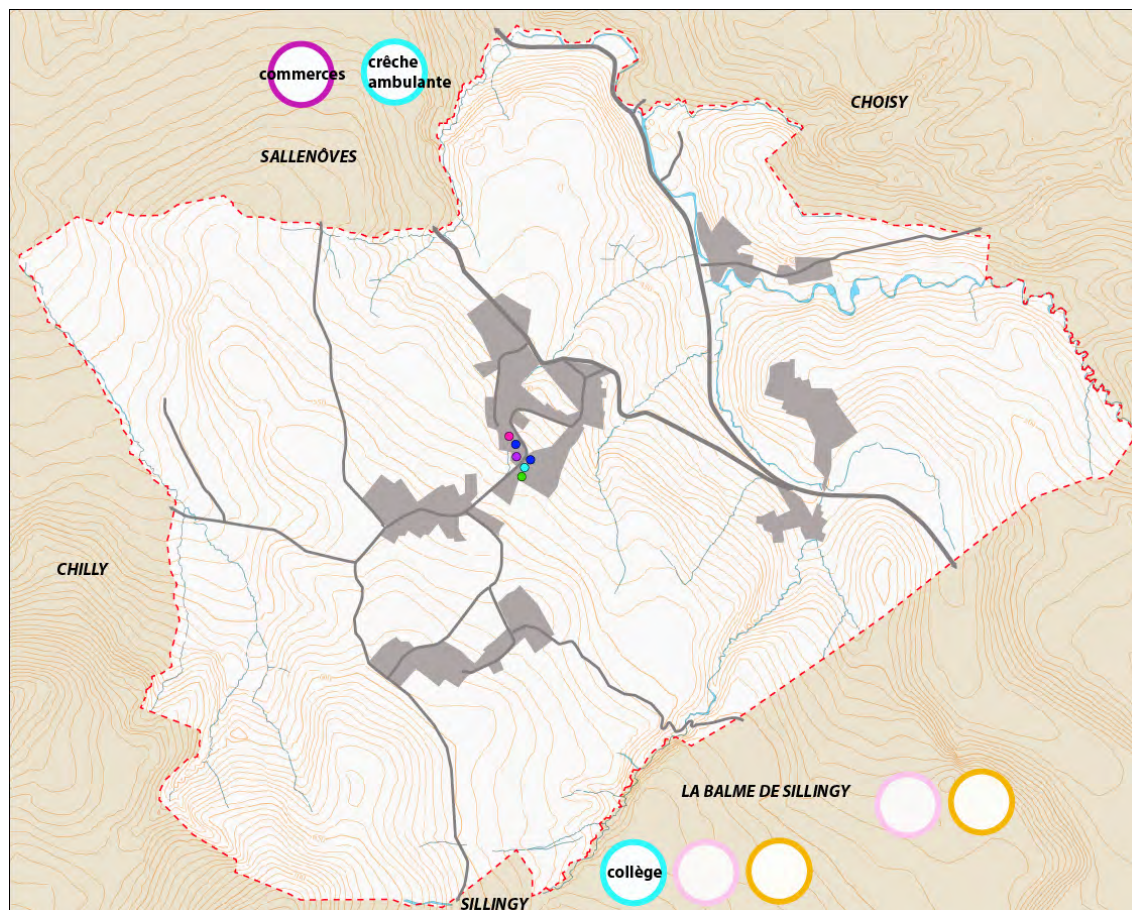 commerces
crêche
ambulante
CHOISY
SALLENÔVES
CHILLY
LA BALME DE SILLINGY
collège
SILLINGY